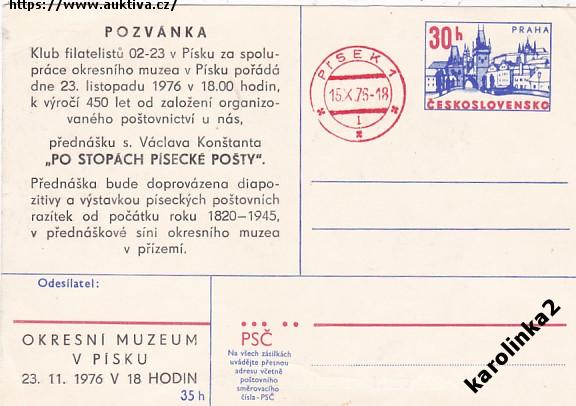 https://www.auktiva.cz/
POZVÁNKA
Klub filatelistů 02-23 v Písku za spolu-
práce okresního muzea v Písku pořádá
dne 23. listopadu 1976 v 18.00 hodin,
k výročí 450 let od založení organizo-
vaného poštovnictví u nás,
přednášku s. Václava Konštanta
„PO STOPÁCH PÍSECKÉ POŠTY".
Přednáška bude doprovázena diapo-
zitivy a výstavkou píseckých poštovních
razítek od počátku roku 1820–1945,
v přednáškové síni okresního muzea
v přízemí.
PÍSEK 1
15.X.76-18
1
30h
PRAHA
ČESKOSLOVENSKO
Odesílatel:
OKRESNÍ MUZEUM
V PÍSKU
23. 11. 1976 V 18 HODIN
35 h
PSČ
Na všech zásilkách
uvádějte přesnou
adresu včetně
poštovního
směrovacího
čísla - PSČ
karolinka2